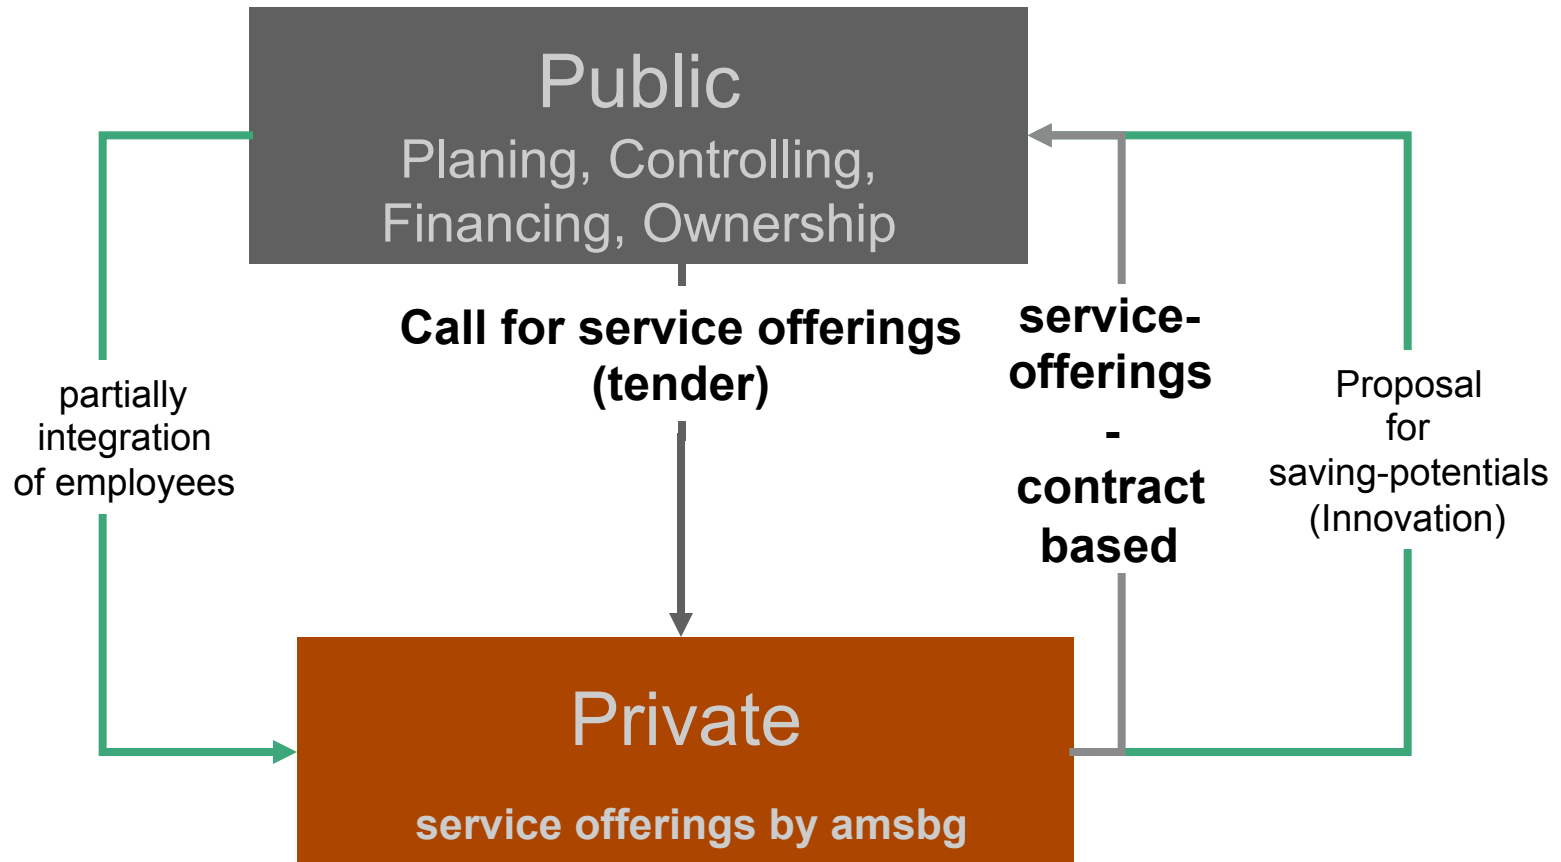 Public
Planing, Controlling,
Financing, Ownership
Call for service offerings
(tender)
service-
offerings
-
contract
based
Proposal
for
saving-potentials
(Innovation)
partially
integration
of employees
Private
service offerings by amsbg